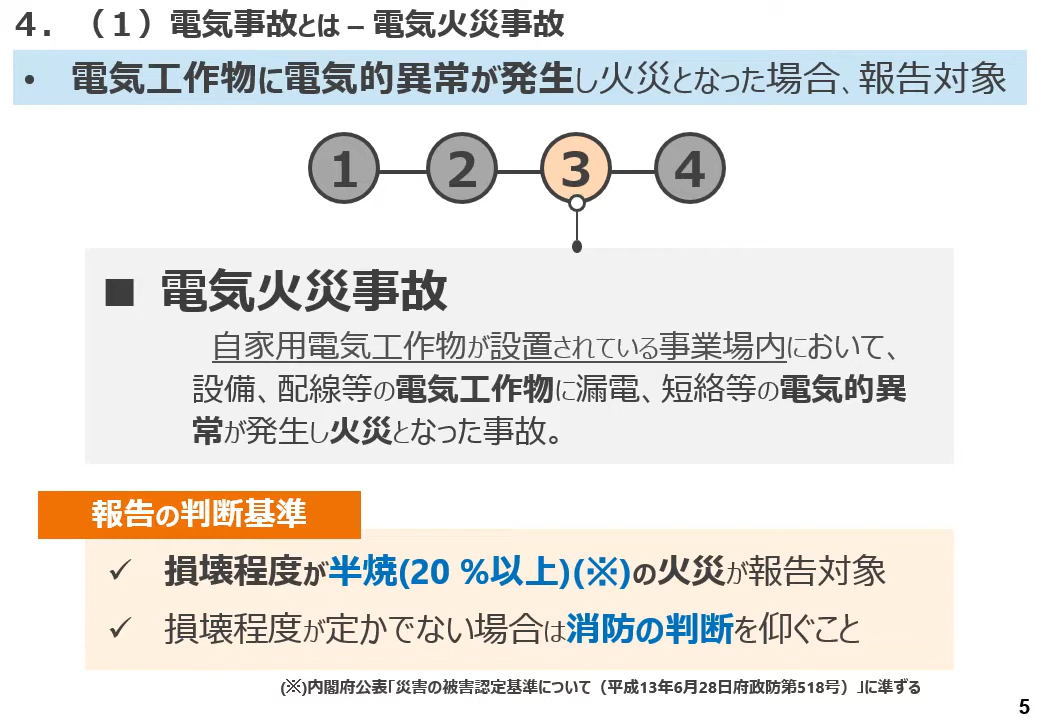 ４．（１）電気事故とは – 電気火災事故
• 電気工作物に電気的異常が発生し火災となった場合、報告対象
1 2 3 4
■ 電気火災事故
自家用電気工作物が設置されている事業場内において、
設備、配線等の電気工作物に漏電、短絡等の電気的異
常が発生し火災となった事故。
報告の判断基準
✓ 損壊程度が半焼(20 %以上)(※)の火災が報告対象
✓ 損壊程度が定かでない場合は消防の判断を仰ぐこと
(※)内閣府公表｢災害の被害認定基準について（平成13年6月28日府政防第518号）｣に準ずる
5